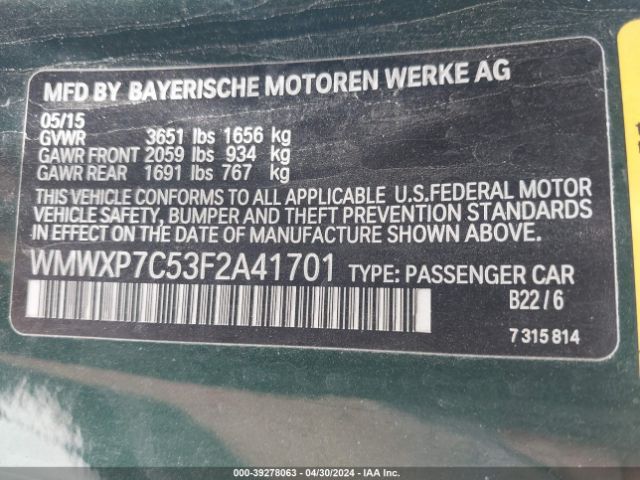 MFD BY BAYERISCHE MOTOREN WERKE AG
05/15
GVWR 3651 lbs 1656 kg
GAWR FRONT 2059 lbs 934 kg
GAWR REAR 1691 lbs 767 kg
THIS VEHICLE CONFORMS TO ALL APPLICABLE U.S.FEDERAL MOTOR
VEHICLE SAFETY, BUMPER AND THEFT PREVENTION STANDARDS
IN EFFECT ON THE DATE OF MANUFACTURE SHOWN ABOVE.
WMWXP7C53F2A41701 TYPE: PASSENGER CAR
B22/6
7 315 814
000-39278063 - 04/30/2024 - IAA Inc.